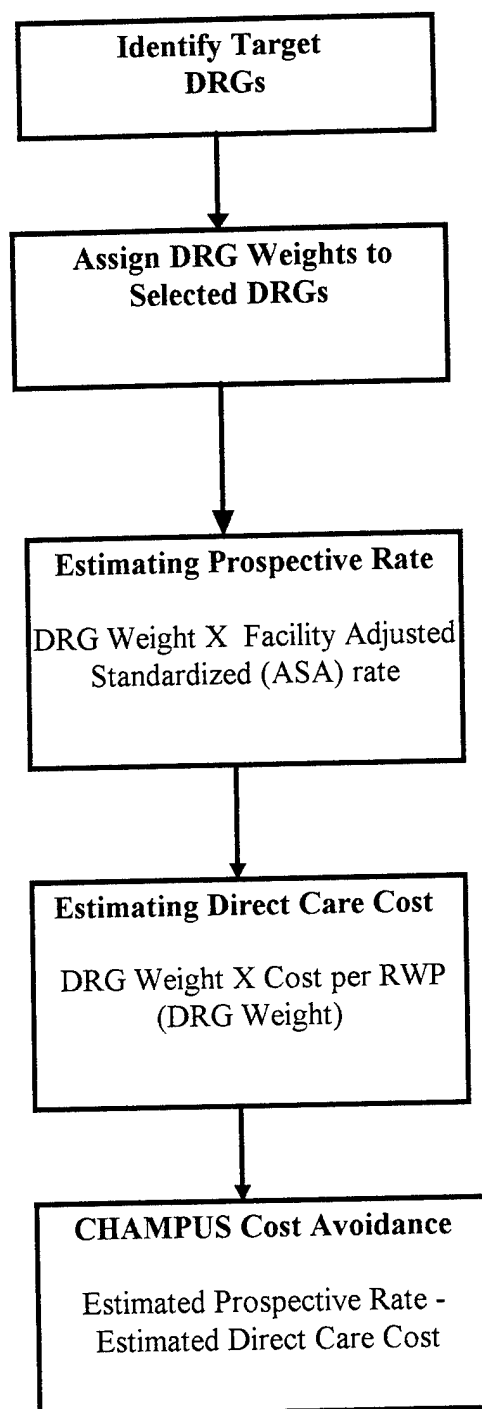 Identify Target
DRGs
Assign DRG Weights to
Selected DRGs
Estimating Prospective Rate
DRG Weight X Facility Adjusted
Standardized (ASA) rate
Estimating Direct Care Cost
DRG Weight X Cost per RWP
(DRG Weight)
CHAMPUS Cost Avoidance
Estimated Prospective Rate -
Estimated Direct Care Cost